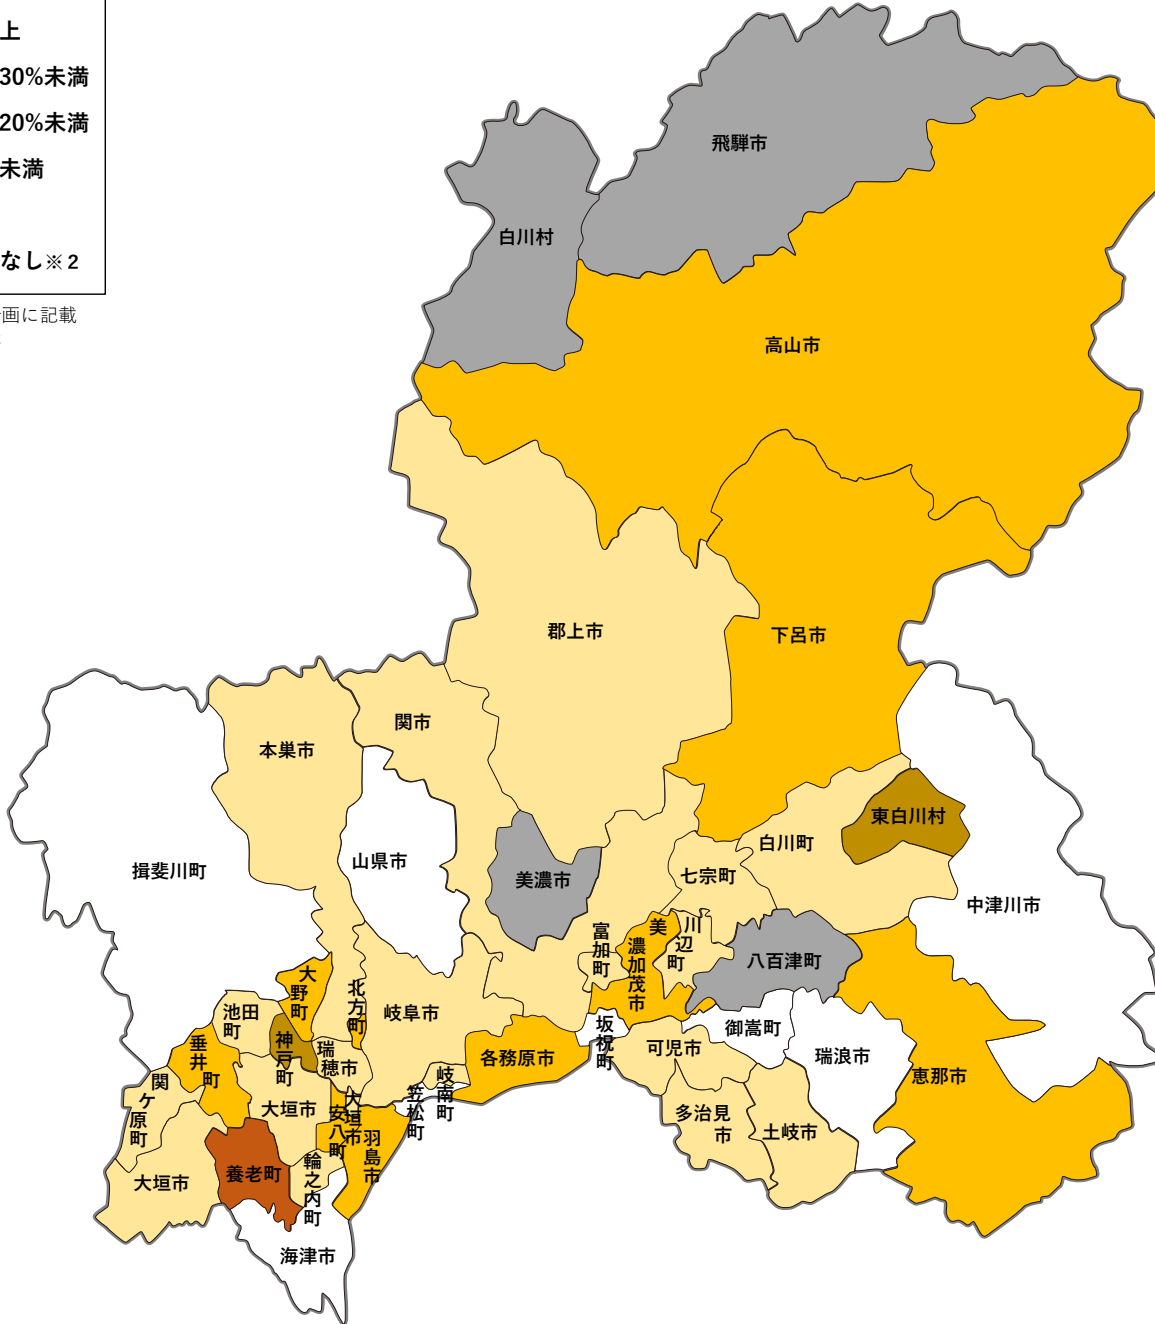 上
30%未満
20%未満
未満
なし※2
画に記載
飛騨市
白川村
高山市
郡上市
下呂市
関市
本巣市
東白川村
白川町
山県市
揖斐川町
美濃市
七宗町
中津川市
美濃加茂市
川辺町
富加町
八百津町
大野町
北方町
岐阜市
池田町
御嵩町
坂祝町
神戸町
垂井町
瑞穂市
各務原市
可児市
瑞浪市
恵那市
関ケ原町
岐南町
笠松町
大垣市
大垣市
安八町
羽島市
多治見市
土岐市
養老町
大垣市
輪之内町
海津市